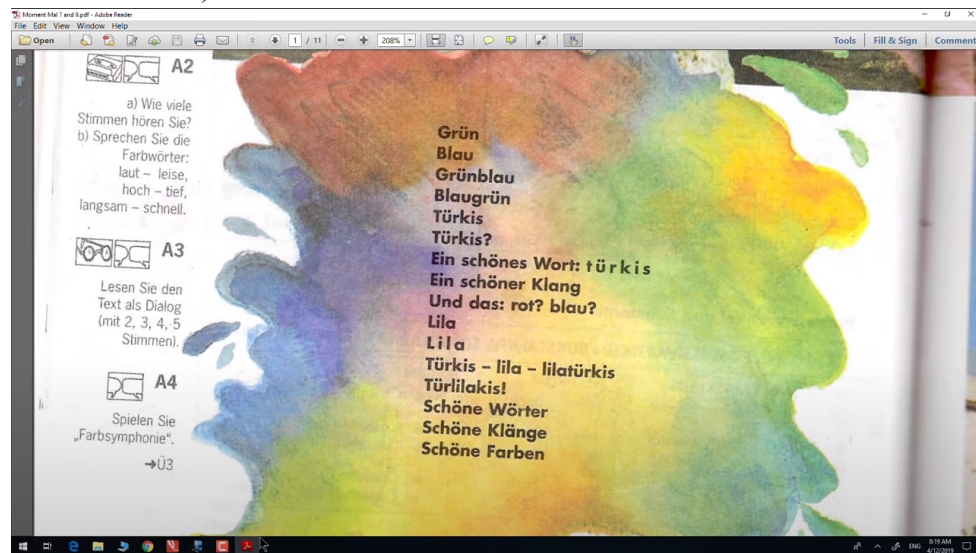 Moment Mal 7 and 9.pdf - Adobe Reader
File Edit View Window Help
Open
1 / 11
208%
Tools
Fill & Sign
Comment
A2
a) Wie viele
Stimmen hören Sie?
b) Sprechen Sie die
Farbwörter:
laut – leise,
hoch – tief,
langsam – schnell.
A3
Lesen Sie den
Text als Dialog
(mit 2, 3, 4, 5
Stimmen).
A4
Spielen Sie
„Farbsymphonie“.
➔Ü3
Grün
Blau
Grünblau
Blaugrün
Türkis
Türkis?
Ein schönes Wort: t ü r k i s
Ein schöner Klang
Und das: rot? blau?
Lila
L i l a
Türkis – lila – lilatürkis
Türlilakis!
Schöne Wörter
Schöne Klänge
Schöne Farben
ENG
8:19 AM
4/12/2019